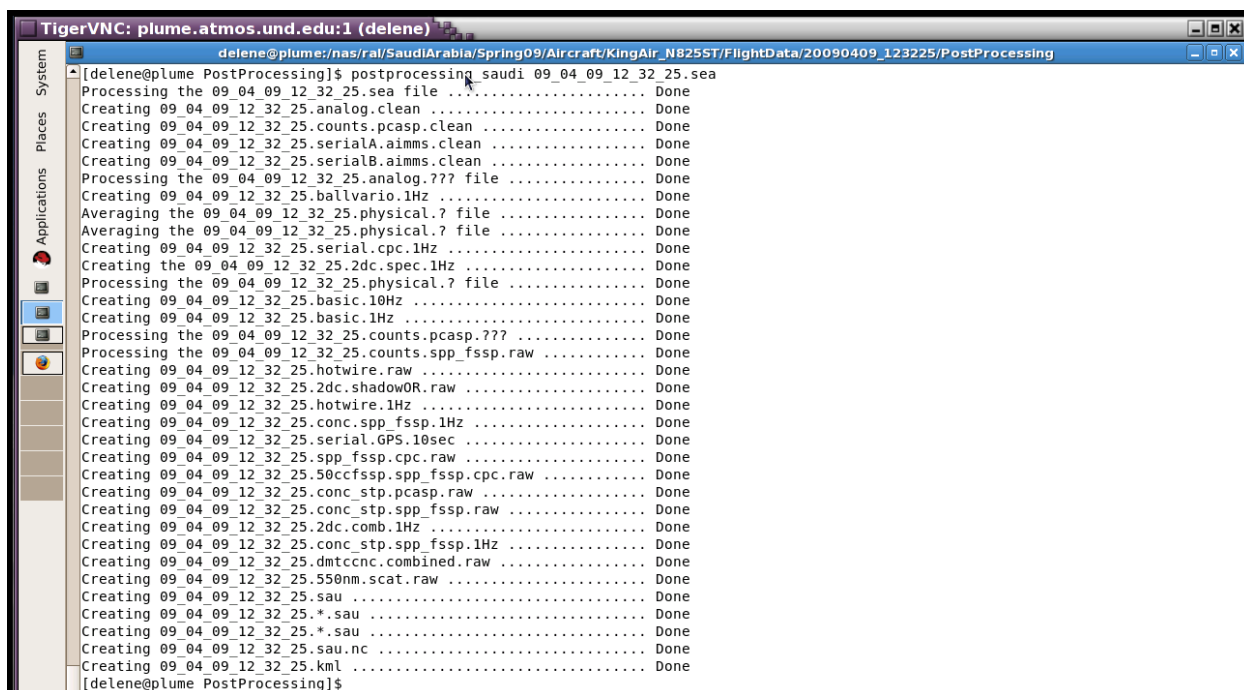 TigerVNC: plume.atmos.und.edu:1 (delene)
delene@plume:/nas/ral/SaudiArabia/Spring09/Aircraft/KingAir_N825ST/FlightData/20090409_123225/PostProcessing
System
Places
Applications
[delene@plume PostProcessing]$ postprocessing_saudi 09_04_09_12_32_25.sea
Processing the 09_04_09_12_32_25.sea file ....................... Done
Creating 09_04_09_12_32_25.analog.clean .......................... Done
Creating 09_04_09_12_32_25.counts.pcasp.clean .................... Done
Creating 09_04_09_12_32_25.serialA.aimms.clean ................... Done
Creating 09_04_09_12_32_25.serialB.aimms.clean ................... Done
Processing the 09_04_09_12_32_25.analog.??? file ................ Done
Creating 09_04_09_12_32_25.ballvario.1Hz ........................ Done
Averaging the 09_04_09_12_32_25.physical.? file ................. Done
Averaging the 09_04_09_12_32_25.physical.? file ................. Done
Creating 09_04_09_12_32_25.serial.cpc.1Hz ....................... Done
Creating the 09_04_09_12_32_25.2dc.spec.1Hz ...................... Done
Processing the 09_04_09_12_32_25.physical.? file ................. Done
Creating 09_04_09_12_32_25.basic.10Hz ........................... Done
Creating 09_04_09_12_32_25.basic.1Hz ............................ Done
Processing the 09_04_09_12_32_25.counts.pcasp.??? ................ Done
Processing the 09_04_09_12_32_25.counts.spp_fssp.raw ............ Done
Creating 09_04_09_12_32_25.hotwire.raw ........................... Done
Creating 09_04_09_12_32_25.2dc.shadowOR.raw ...................... Done
Creating 09_04_09_12_32_25.hotwire.1Hz .......................... Done
Creating 09_04_09_12_32_25.conc.spp_fssp.1Hz ..................... Done
Creating 09_04_09_12_32_25.serial.GPS.10sec ...................... Done
Creating 09_04_09_12_32_25.spp_fssp.cpc.raw ...................... Done
Creating 09_04_09_12_32_25.50ccfssp.spp_fssp.cpc.raw ............ Done
Creating 09_04_09_12_32_25.conc_stp.pcasp.raw .................... Done
Creating 09_04_09_12_32_25.conc_stp.spp_fssp.raw ................. Done
Creating 09_04_09_12_32_25.2dc.comb.1Hz .......................... Done
Creating 09_04_09_12_32_25.conc_stp.spp_fssp.1Hz ................. Done
Creating 09_04_09_12_32_25.dmtccnc.combined.raw .................. Done
Creating 09_04_09_12_32_25.550nm.scat.raw ........................ Done
Creating 09_04_09_12_32_25.sau .................................. Done
Creating 09_04_09_12_32_25.*.sau ................................ Done
Creating 09_04_09_12_32_25.*.sau ................................ Done
Creating 09_04_09_12_32_25.sau.nc ............................... Done
Creating 09_04_09_12_32_25.kml .................................. Done
[delene@plume PostProcessing]$